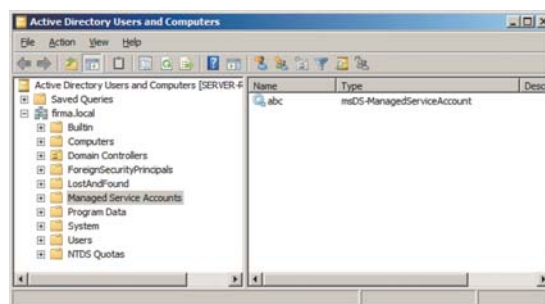 Active Directory Users and Computers
File Action View Help
Active Directory Users and Computers [SERVER-F
Saved Queries
firma.local
Builtin
Computers
Domain Controllers
ForeignSecurityPrincipals
LostAndFound
Managed Service Accounts
Program Data
System
Users
NTDS Quotas
Name Type Desc
abc msDS-ManagedServiceAccount